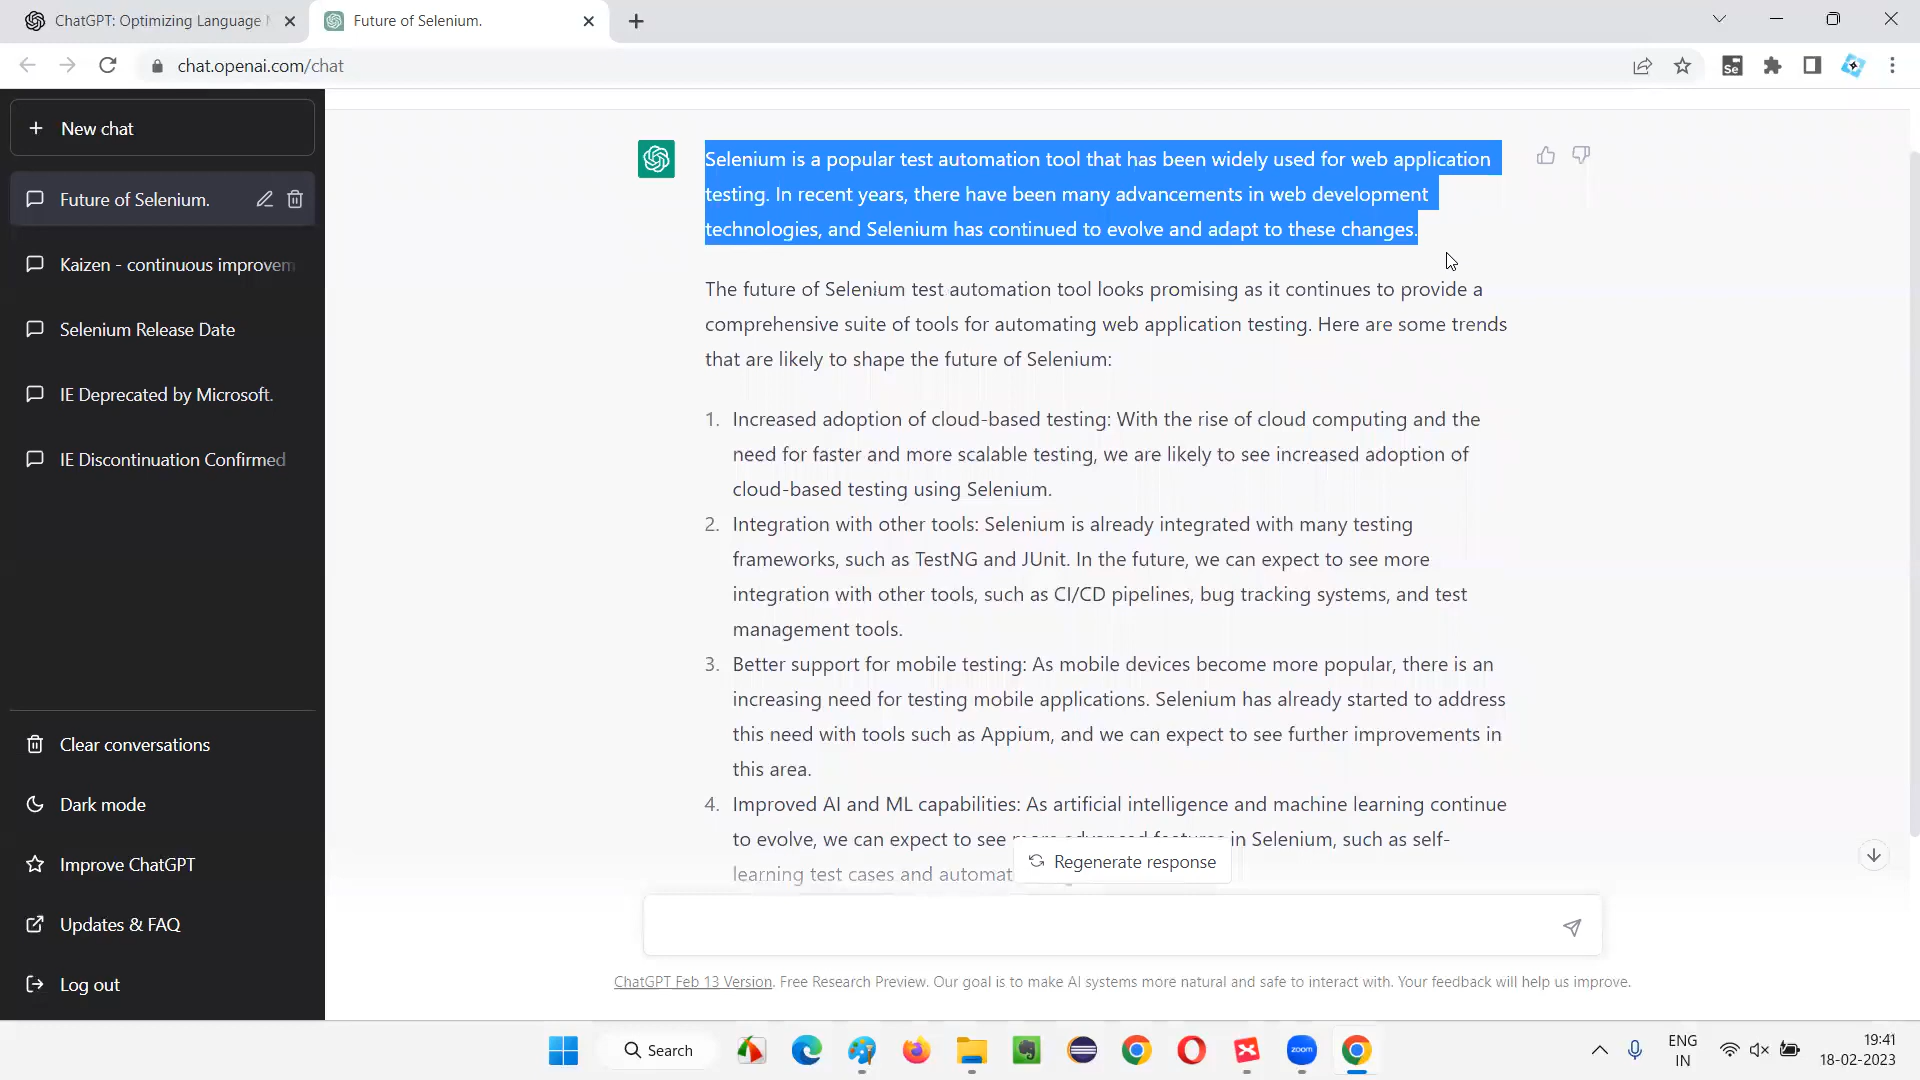 ChatGPT: Optimizing Language
Future of Selenium.
chat.openai.com/chat
New chat
Future of Selenium.
Kaizen - continuous improvem
Selenium Release Date
IE Deprecated by Microsoft.
IE Discontinuation Confirmed
Clear conversations
Dark mode
Improve ChatGPT
Updates & FAQ
Log out
Selenium is a popular test automation tool that has been widely used for web application
testing. In recent years, there have been many advancements in web development
technologies, and Selenium has continued to evolve and adapt to these changes.
The future of Selenium test automation tool looks promising as it continues to provide a
comprehensive suite of tools for automating web application testing. Here are some trends
that are likely to shape the future of Selenium:
1. Increased adoption of cloud-based testing: With the rise of cloud computing and the
need for faster and more scalable testing, we are likely to see increased adoption of
cloud-based testing using Selenium.
2. Integration with other tools: Selenium is already integrated with many testing
frameworks, such as TestNG and JUnit. In the future, we can expect to see more
integration with other tools, such as CI/CD pipelines, bug tracking systems, and test
management tools.
3. Better support for mobile testing: As mobile devices become more popular, there is an
increasing need for testing mobile applications. Selenium has already started to address
this need with tools such as Appium, and we can expect to see further improvements in
this area.
4. Improved AI and ML capabilities: As artificial intelligence and machine learning continue
to evolve, we can expect to see more advanced features in Selenium, such as self-
learning test cases and automat
Regenerate response
ChatGPT Feb 13 Version. Free Research Preview. Our goal is to make AI systems more natural and safe to interact with. Your feedback will help us improve.
Se
Search
zoom
ENG
IN
19:41
18-02-2023